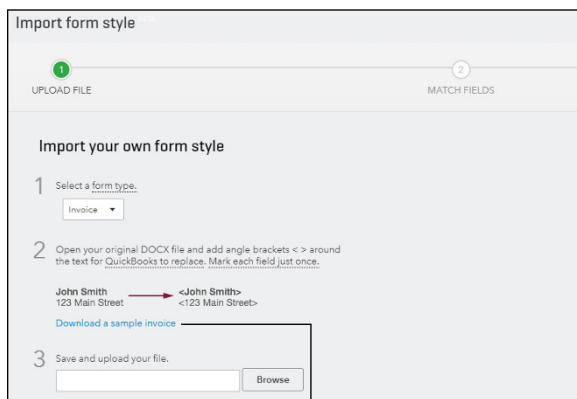 Import form style
1
2
UPLOAD FILE
MATCH FIELDS
Import your own form style
1 Select a form type.
Invoice
2 Open your original DOCX file and add angle brackets < > around
the text for QuickBooks to replace. Mark each field just once.
John Smith <John Smith>
123 Main Street <123 Main Street>
Download a sample invoice
3 Save and upload your file.
Browse